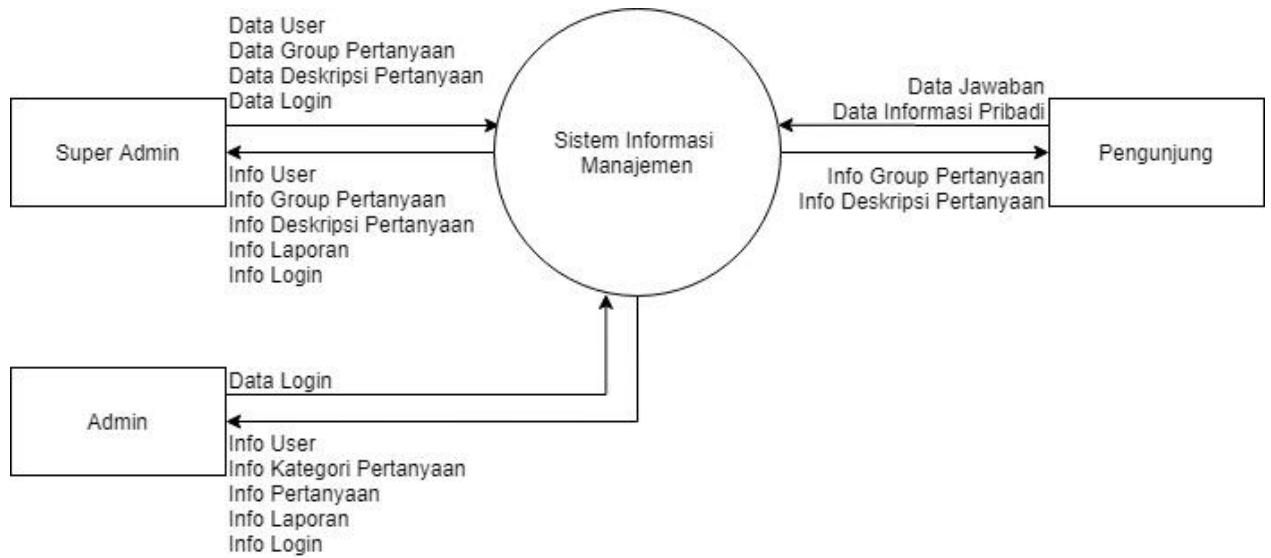 Data User
Data Group Pertanyaan
Data Deskripsi Pertanyaan
Data Login
Super Admin
Info User
Info Group Pertanyaan
Info Deskripsi Pertanyaan
Info Laporan
Info Login
Sistem Informasi
Manajemen
Data Jawaban
Data Informasi Pribadi
Pengunjung
Info Group Pertanyaan
Info Deskripsi Pertanyaan
Data Login
Admin
Info User
Info Kategori Pertanyaan
Info Pertanyaan
Info Laporan
Info Login